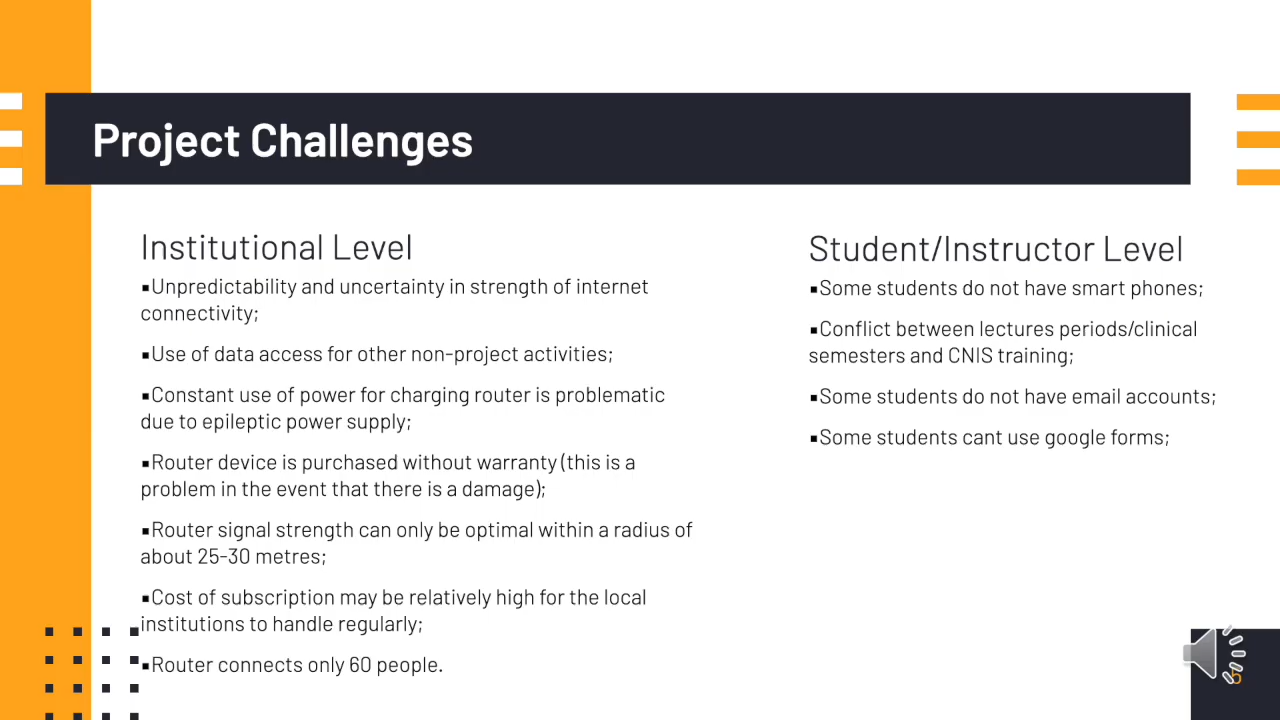 Project Challenges
Institutional Level
▪Unpredictability and uncertainty in strength of internet
connectivity;
▪Use of data access for other non-project activities;
▪Constant use of power for charging router is problematic
due to epileptic power supply;
▪Router device is purchased without warranty (this is a
problem in the event that there is a damage);
▪Router signal strength can only be optimal within a radius of
about 25-30 metres;
▪Cost of subscription may be relatively high for the local
institutions to handle regularly;
▪Router connects only 60 people.
Student/Instructor Level
▪Some students do not have smart phones;
▪Conflict between lectures periods/clinical
semesters and CNIS training;
▪Some students do not have email accounts;
▪Some students cant use google forms;